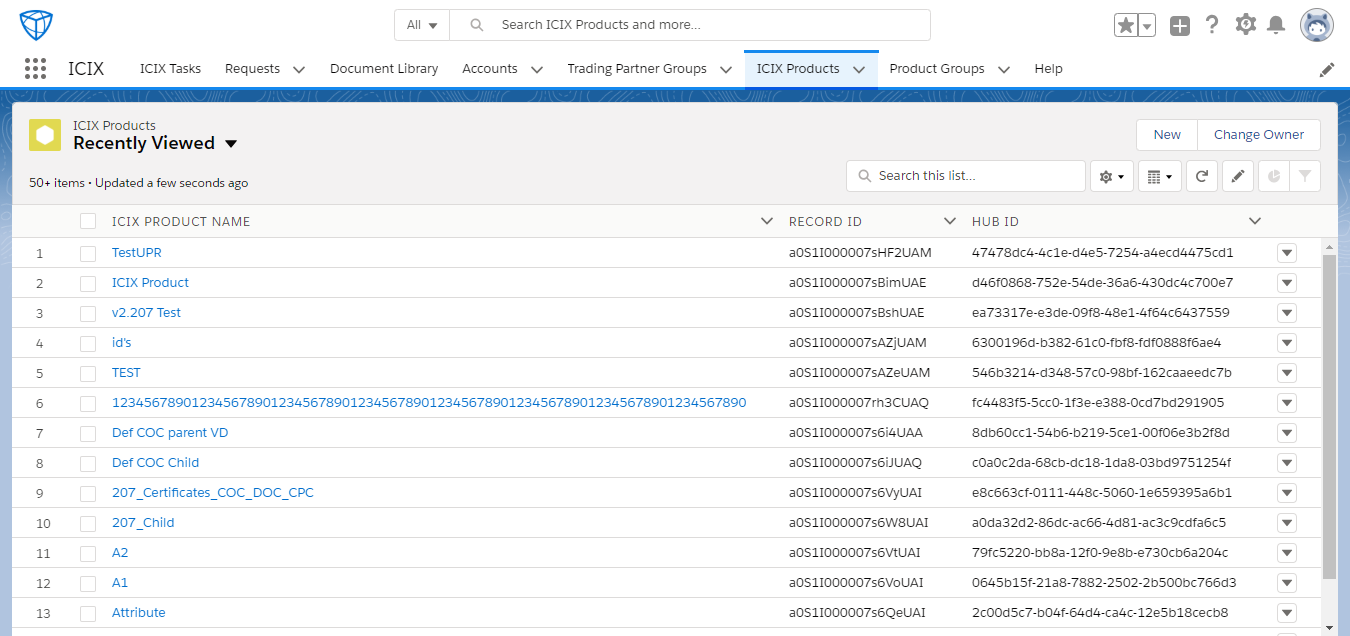 All
Search ICIX Products and more...
ICIX ICIX Tasks Requests Document Library Accounts Trading Partner Groups ICIX Products Product Groups Help
ICIX Products
Recently Viewed
New Change Owner
50+ items • Updated a few seconds ago
Search this list...
ICIX PRODUCT NAME RECORD ID HUB ID
1 TestUPR a0S1I000007sHF2UAM 47478dc4-4c1e-d4e5-7254-a4ecd4475cd1
2 ICIX Product a0S1I000007sBimUAE d46f0868-752e-54de-36a6-430dc4c700e7
3 v2.207 Test a0S1I000007sBshUAE ea73317e-e3de-09f8-48e1-4f64c6437559
4 id's a0S1I000007sAZjUAM 6300196d-b382-61c0-fbf8-fdf0888f6ae4
5 TEST a0S1I000007sAZeUAM 546b3214-d348-57c0-98bf-162caaeedc7b
6 12345678901234567890123456789012345678901234567890123456789012345678901234567890 a0S1I000007rh3CUAQ fc4483f5-5cc0-1f3e-e388-0cd7bd291905
7 Def COC parent VD a0S1I000007s6i4UAA 8db60cc1-54b6-b219-5ce1-00f06e3b2f8d
8 Def COC Child a0S1I000007s6iJUAQ c0a0c2da-68cb-dc18-1da8-03bd9751254f
9 207_Certificates_COC_DOC_CPC a0S1I000007s6VyUAI e8c663cf-0111-448c-5060-1e659395a6b1
10 207_Child a0S1I000007s6W8UAI a0da32d2-86dc-ac66-4d81-ac3c9cdfa6c5
11 A2 a0S1I000007s6VtUAI 79fc5220-bb8a-12f0-9e8b-e730cb6a204c
12 A1 a0S1I000007s6VoUAI 0645b15f-21a8-7882-2502-2b500bc766d3
13 Attribute a0S1I000007s6QeUAI 2c00d5c7-b04f-64d4-ca4c-12e5b18cecb8